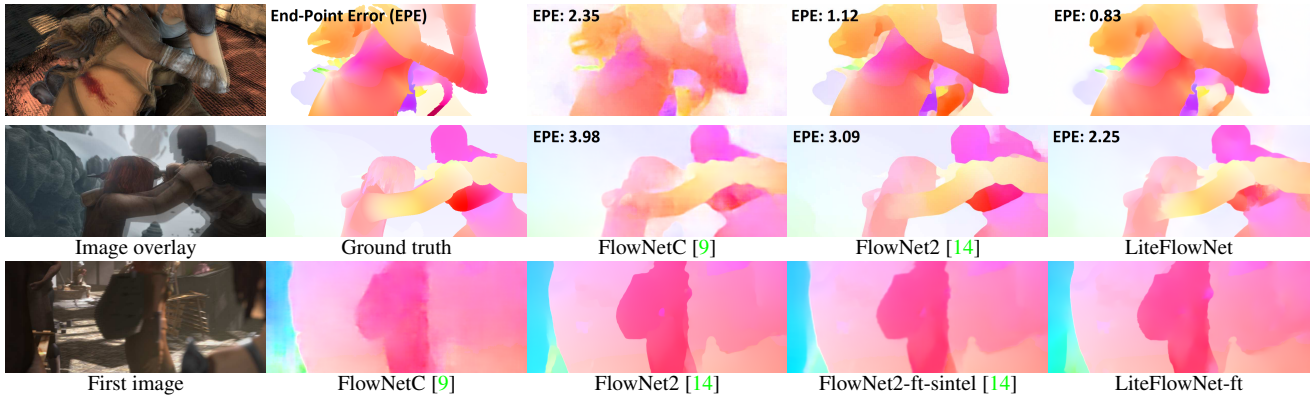 End-Point Error (EPE) EPE: 2.35 EPE: 1.12 EPE: 0.83
EPE: 3.98 EPE: 3.09 EPE: 2.25
Image overlay Ground truth FlowNetC [9] FlowNet2 [14] LiteFlowNet
First image FlowNetC [9] FlowNet2 [14] FlowNet2-ft-sintel [14] LiteFlowNet-ft